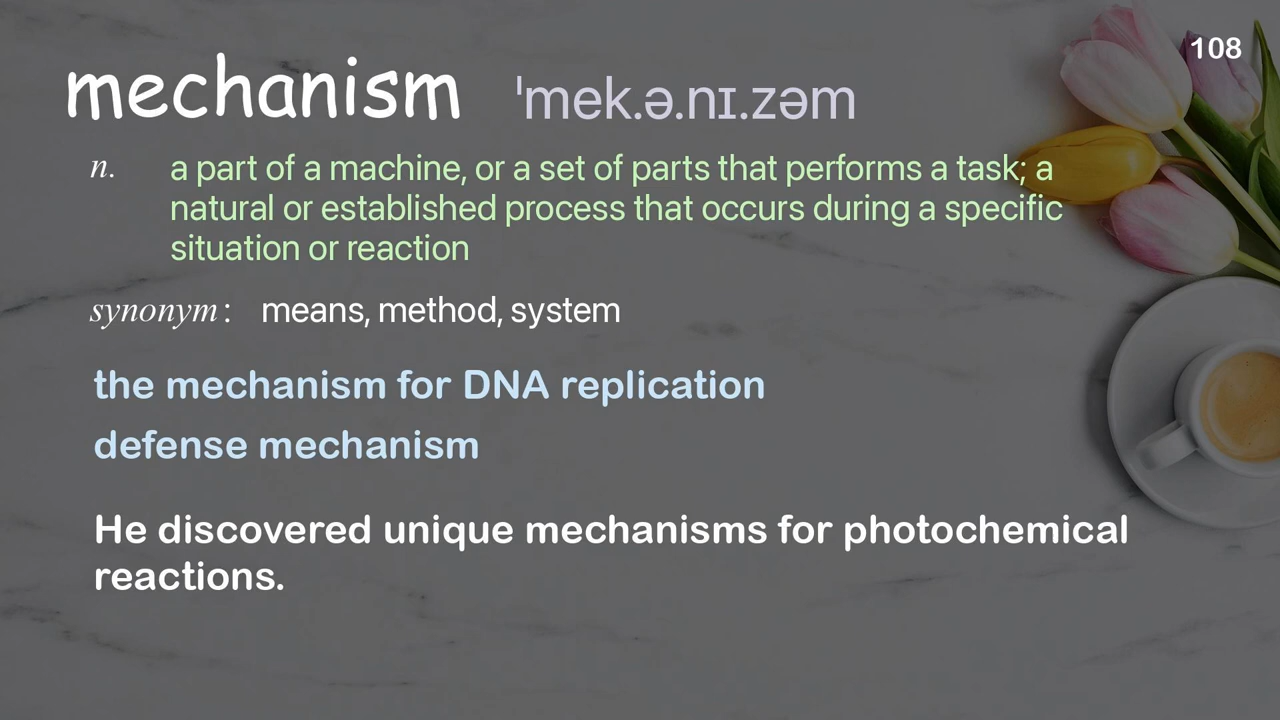 108
mechanism ˈmek.ə.nɪ.zəm
n. a part of a machine, or a set of parts that performs a task; a
natural or established process that occurs during a specific
situation or reaction
synonym: means, method, system
the mechanism for DNA replication
defense mechanism
He discovered unique mechanisms for photochemical
reactions.